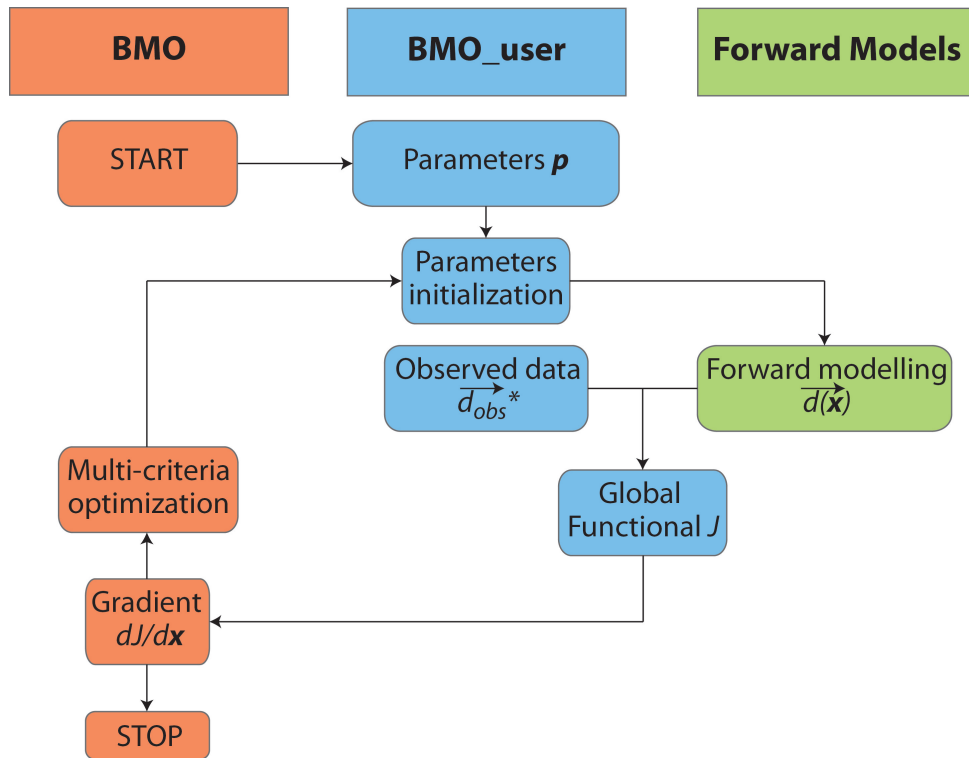 BMO
BMO_user
Forward Models
START
Parameters p
Parameters
initialization
Observed data
d_obs*
Forward modelling
d(x)
Multi-criteria
optimization
Global
Functional J
Gradient
dJ/dx
STOP